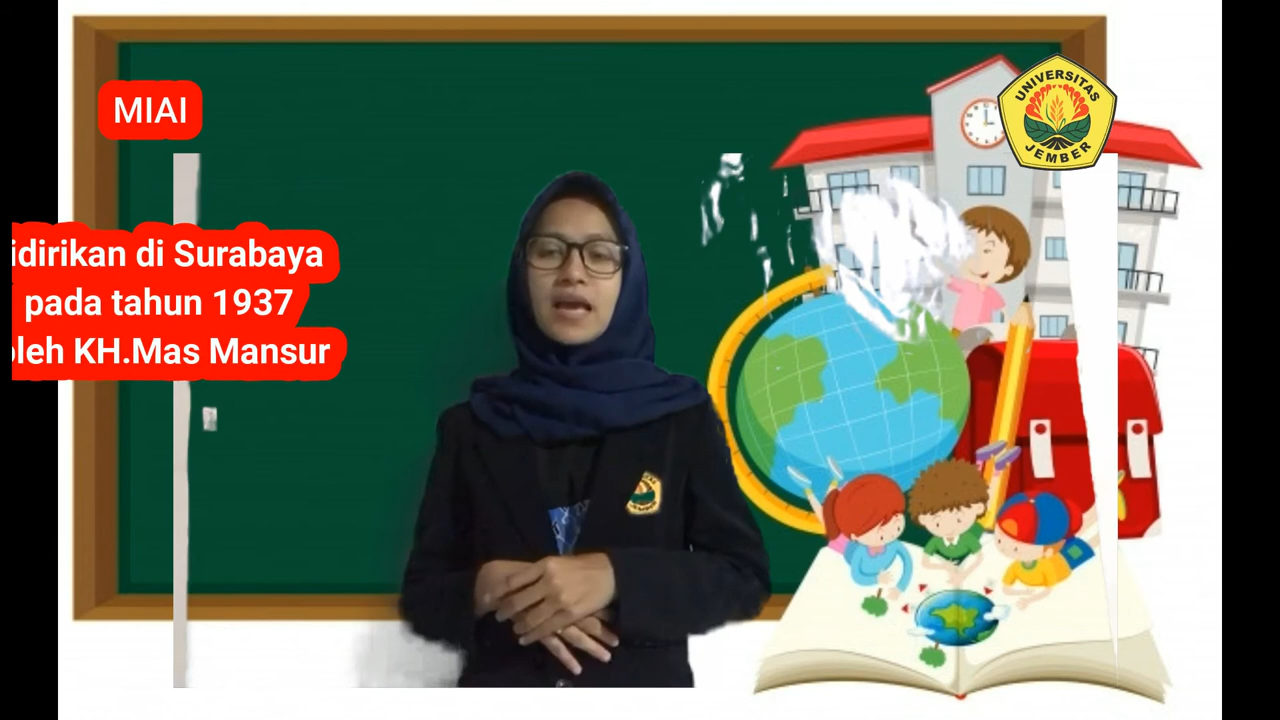 MIAI
idirikan di Surabaya
pada tahun 1937
oleh KH.Mas Mansur
UNIVERSITAS
JEMBER